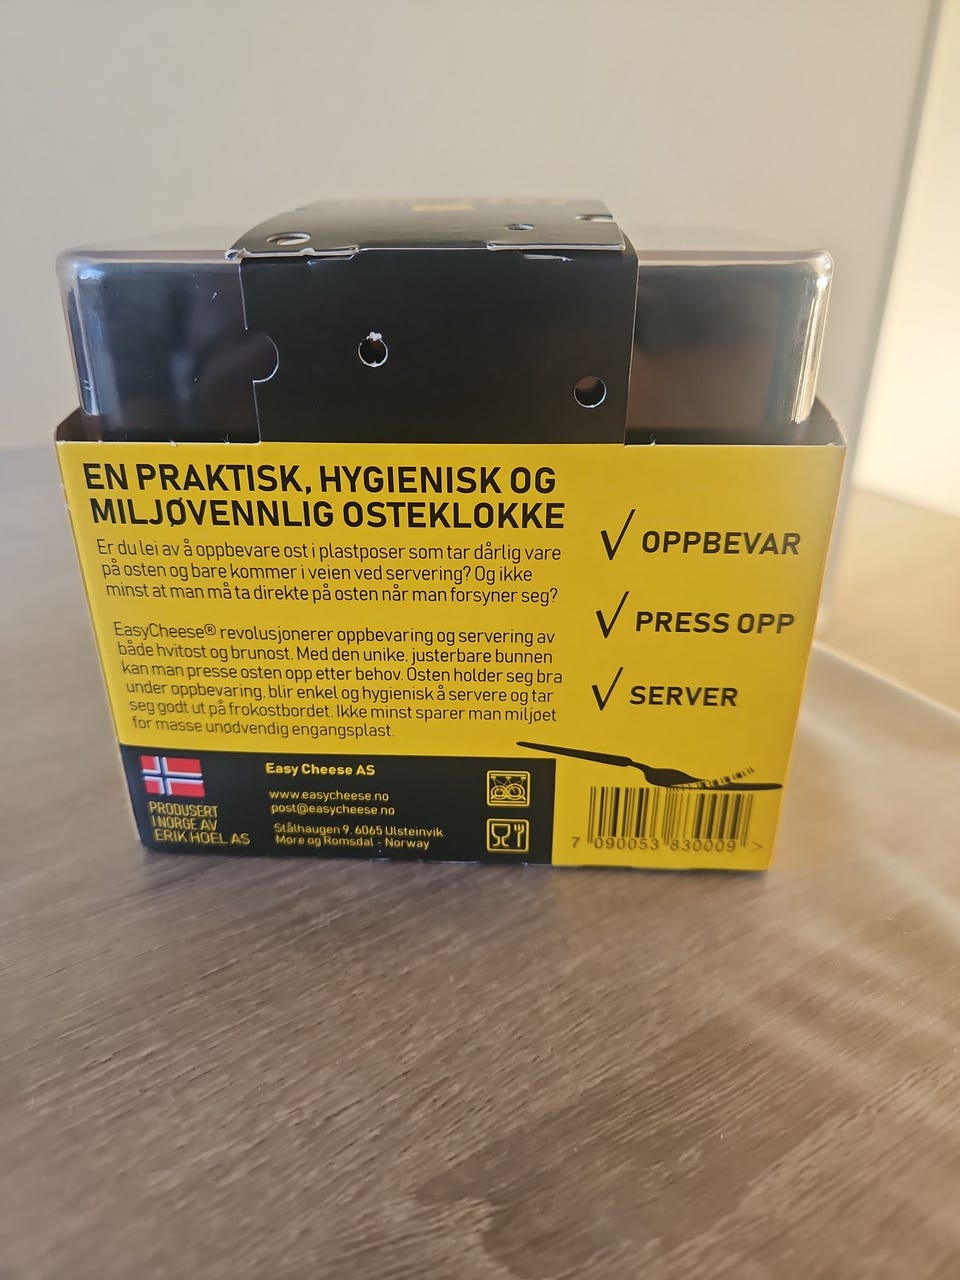 EN PRAKTISK, HYGIENISK OG
MILJØVENNLIG OSTEKLOKKE
Er du lei av å oppbevare ost i plastposer som tar dårlig vare
på osten og bare kommer i veien ved servering? Og ikke
minst at man må ta direkte på osten når man forsyner seg?
EasyCheese® revolusjonerer oppbevaring og servering av
både hvitost og brunost. Med den unike, justerbare bunnen
kan man presse osten opp etter behov. Osten holder seg bra
under oppbevaring, blir enkel og hygienisk å servere og tar
seg godt ut på frokostbordet. Ikke minst sparer man miljøet
for masse unødvendig engangsplast.
OPPBEVAR
PRESS OPP
SERVER
PRODUSERT
I NORGE AV
ERIK HOEL AS
Easy Cheese AS
www.easycheese.no
post@easycheese.no
Stålhaugen 9, 6065 Ulsteinvik
Møre og Romsdal - Norway
7 090053 830009 >